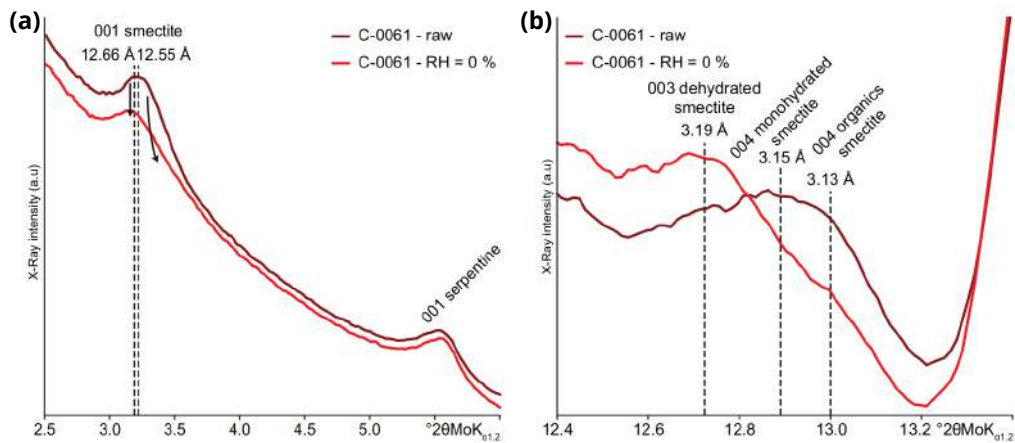 (a)
001 smectite
12.66 Å 12.55 Å
C-0061 - raw
C-0061 - RH = 0 %
001 serpentine
X-Ray intensity (a.u)
2.5 3.0 3.5 4.0 4.5 5.0 °2θMoKα1,2
(b)
C-0061 - raw
C-0061 - RH = 0 %
003 dehydrated
smectite
3.19 Å
004 monohydrated
smectite
3.15 Å
004 organics
smectite
3.13 Å
X-Ray intensity (a.u)
12.4 12.6 12.8 13.0 13.2 °2θMoKα1,2